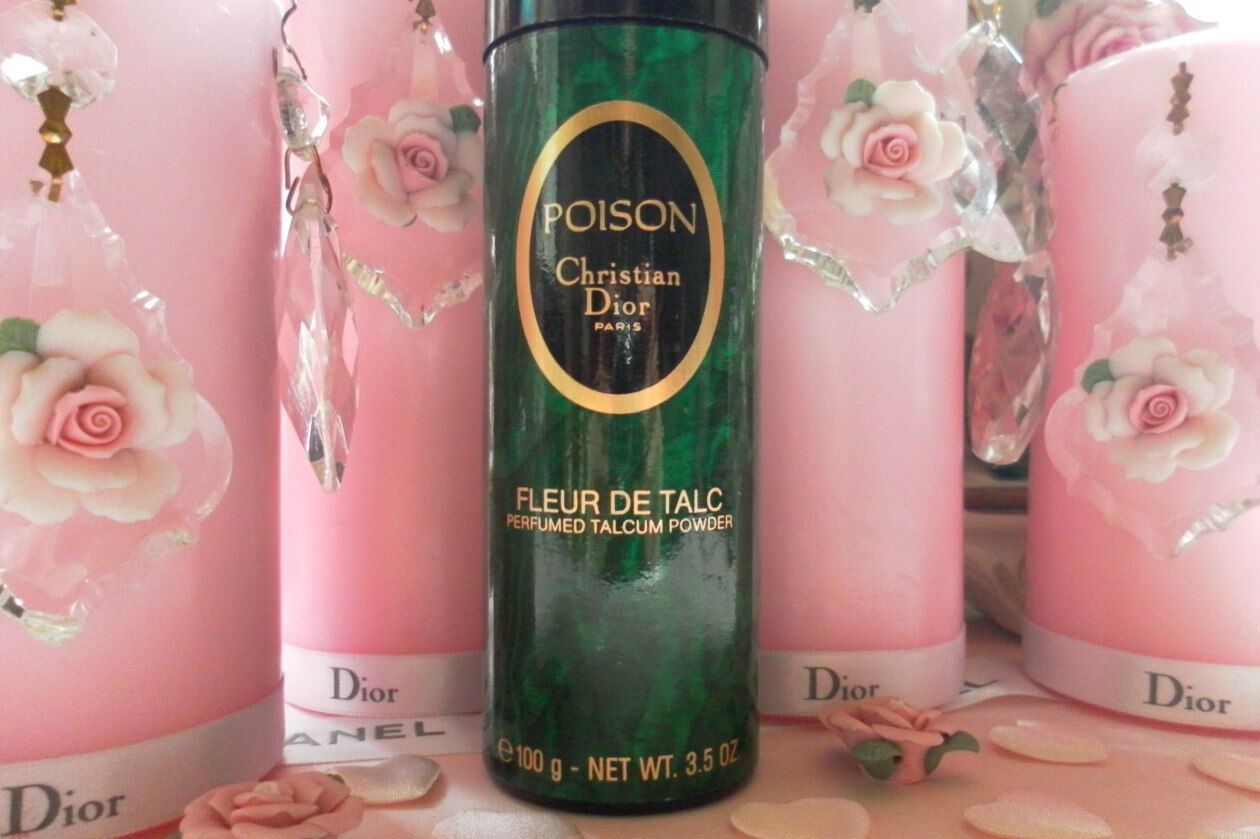 POISON
Christian
Dior
PARIS
FLEUR DE TALC
PERFUMED TALCUM POWDER
e 100 g - NET WT. 3.5 OZ.
Dior
Dior
Dior
Dior
ANEL